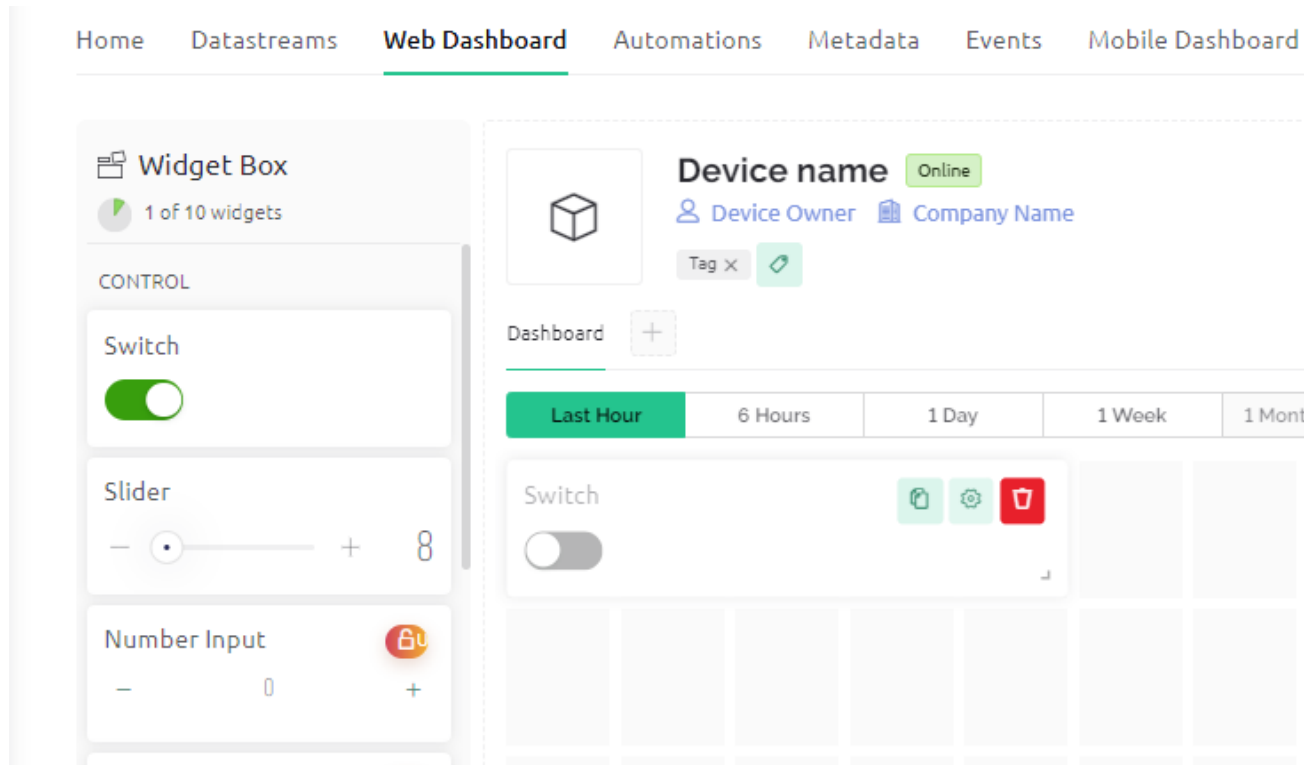 Home Datastreams Web Dashboard Automations Metadata Events Mobile Dashboard
Widget Box
1 of 10 widgets
CONTROL
Switch
Slider
8
Number Input
0
Device name Online
Device Owner Company Name
Tag
Dashboard
Last Hour 6 Hours 1 Day 1 Week 1 Mont
Switch